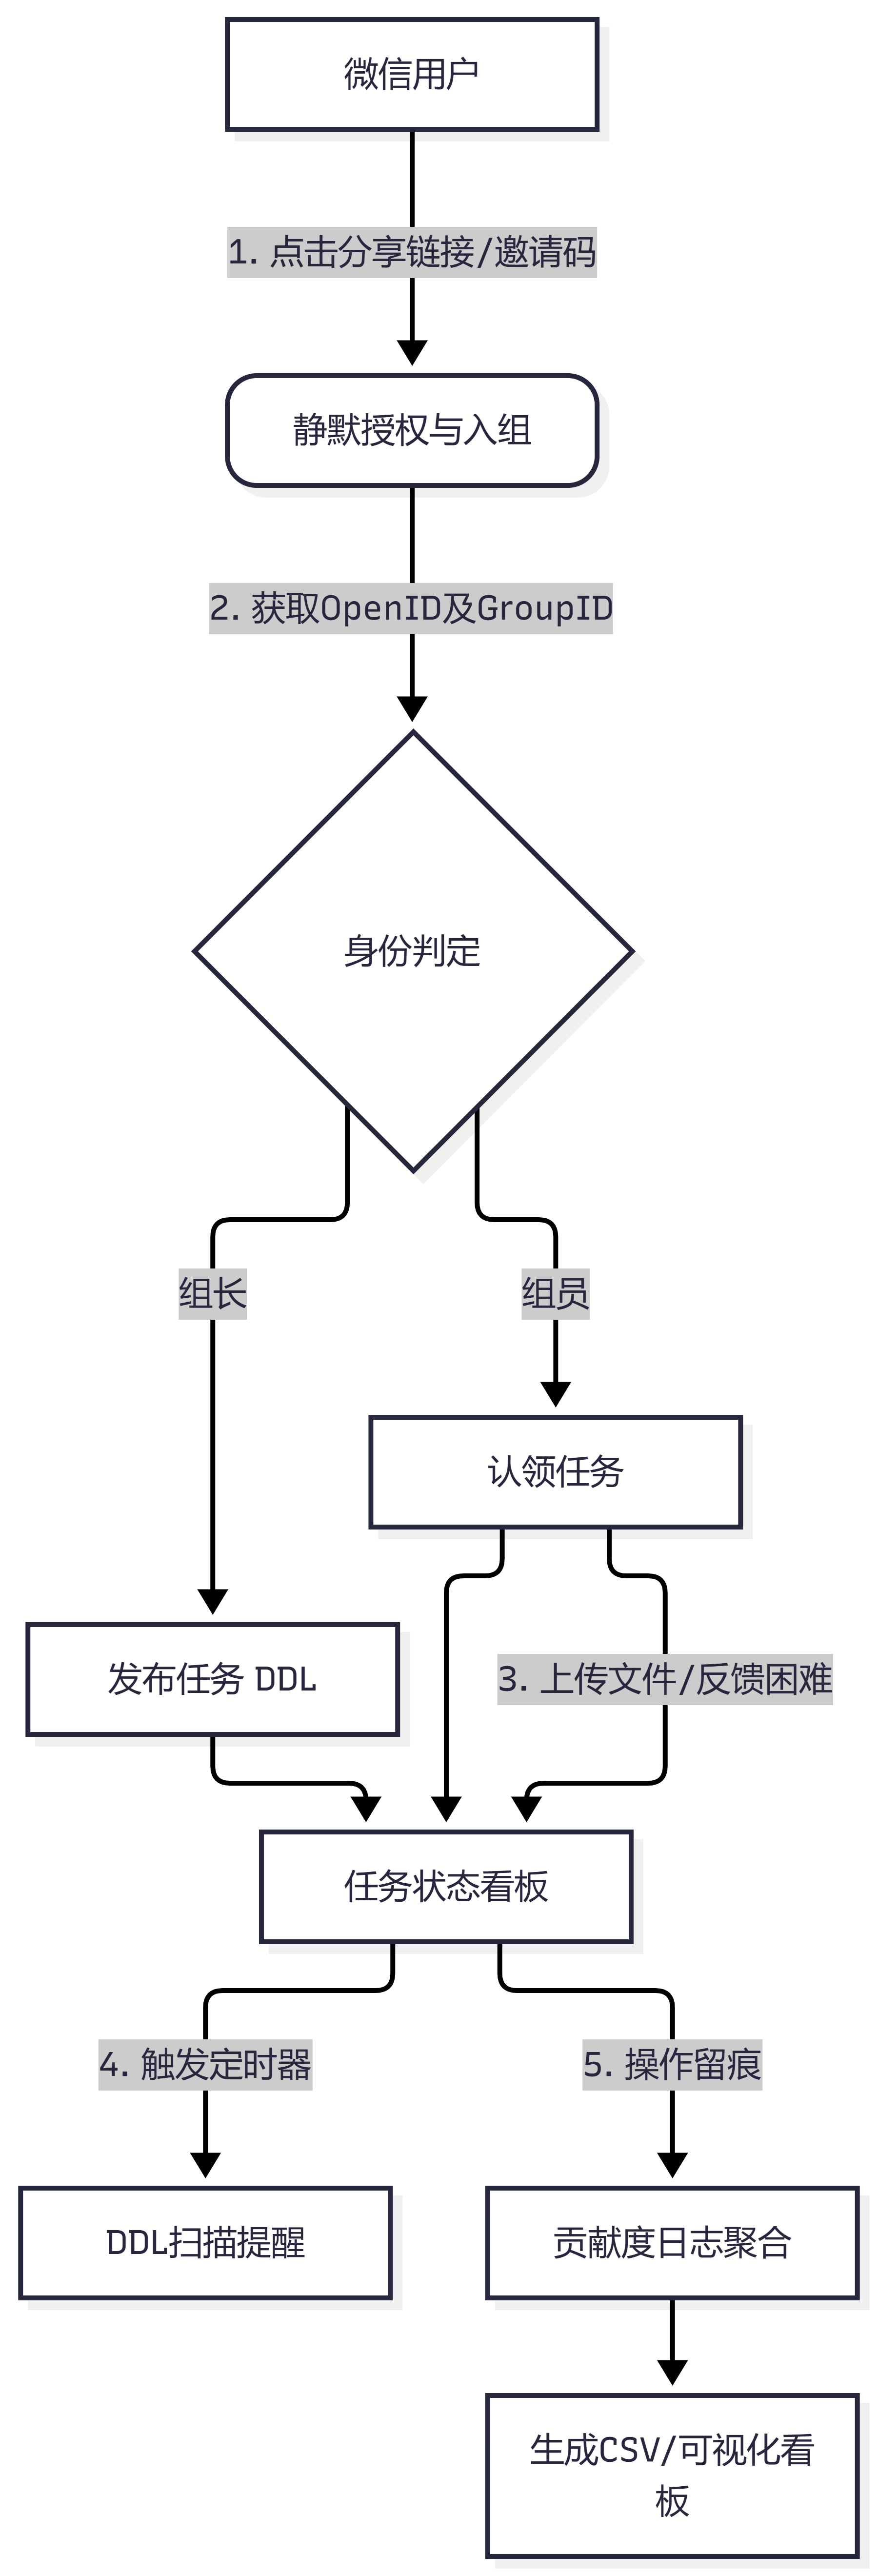 微信用户
1. 点击分享链接/邀请码
静默授权与入组
2. 获取OpenID及GroupID
身份判定
组长
组员
认领任务
发布任务 DDL
3. 上传文件/反馈困难
任务状态看板
4. 触发定时器
5. 操作留痕
DDL扫描提醒
贡献度日志聚合
生成CSV/可视化看
板